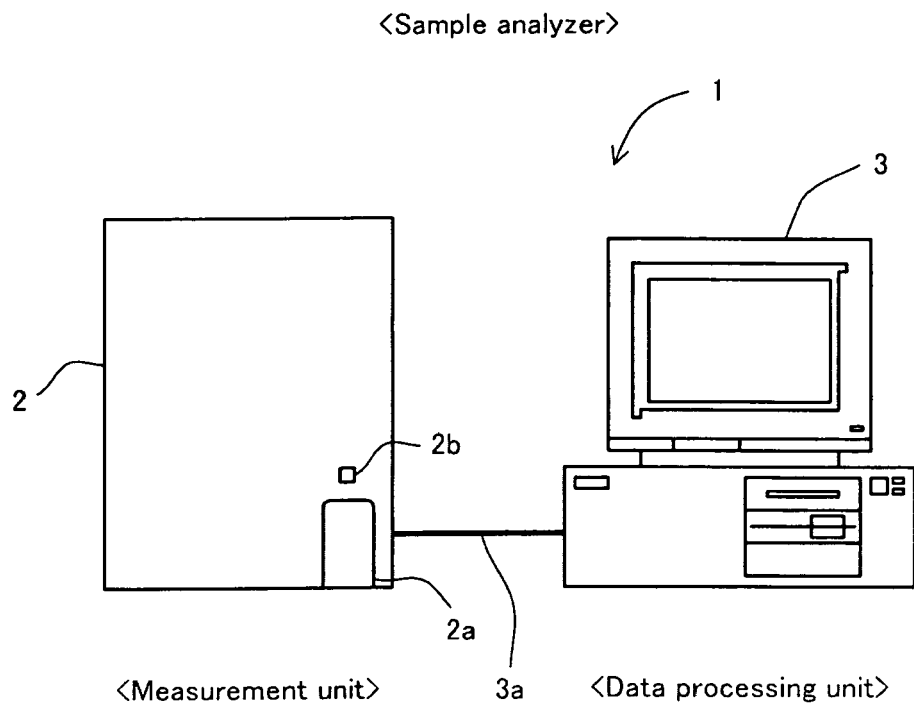 <Sample analyzer>
1
3
2
2b
2a
3a
<Measurement unit>
<Data processing unit>